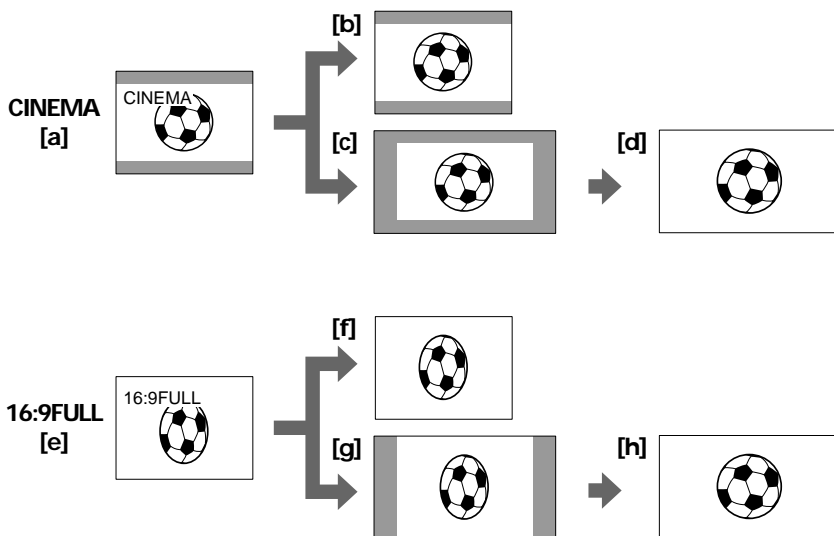 [b]
CINEMA
CINEMA
[a]
[c]
[d]
[f]
16:9FULL
16:9FULL
[e]
[g]
[h]